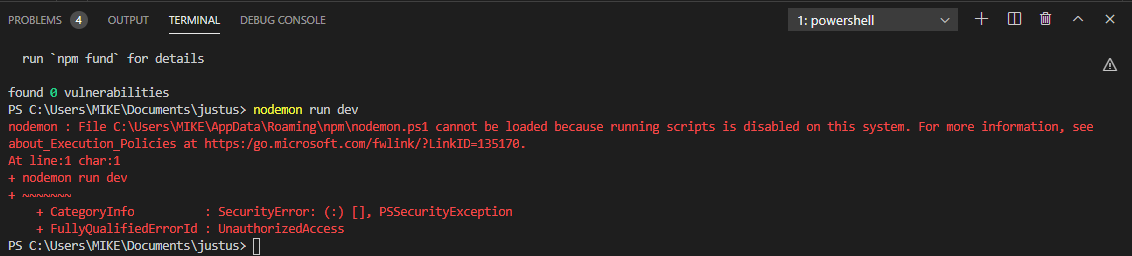 PROBLEMS 4 OUTPUT TERMINAL DEBUG CONSOLE 1: powershell
run `npm fund` for details
found 0 vulnerabilities
PS C:\Users\MIKE\Documents\justus> nodemon run dev
nodemon : File C:\Users\MIKE\AppData\Roaming\npm\nodemon.ps1 cannot be loaded because running scripts is disabled on this system. For more information, see
about_Execution_Policies at https:/go.microsoft.com/fwlink/?LinkID=135170.
At line:1 char:1
+ nodemon run dev
+ ~~~~~~~
+ CategoryInfo : SecurityError: (:) [], PSSecurityException
+ FullyQualifiedErrorId : UnauthorizedAccess
PS C:\Users\MIKE\Documents\justus>